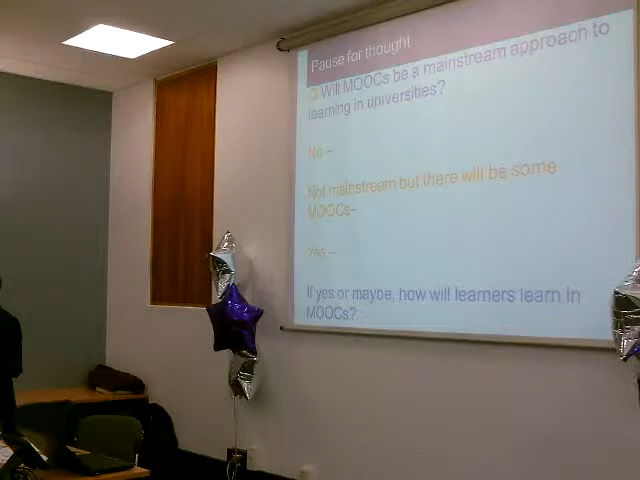 Pause for thought
Will MOOCs be a mainstream approach to
learning in universities?
No –
Not mainstream but there will be some
MOOCs–
Yes –
If yes or maybe, how will learners learn in
MOOCs?